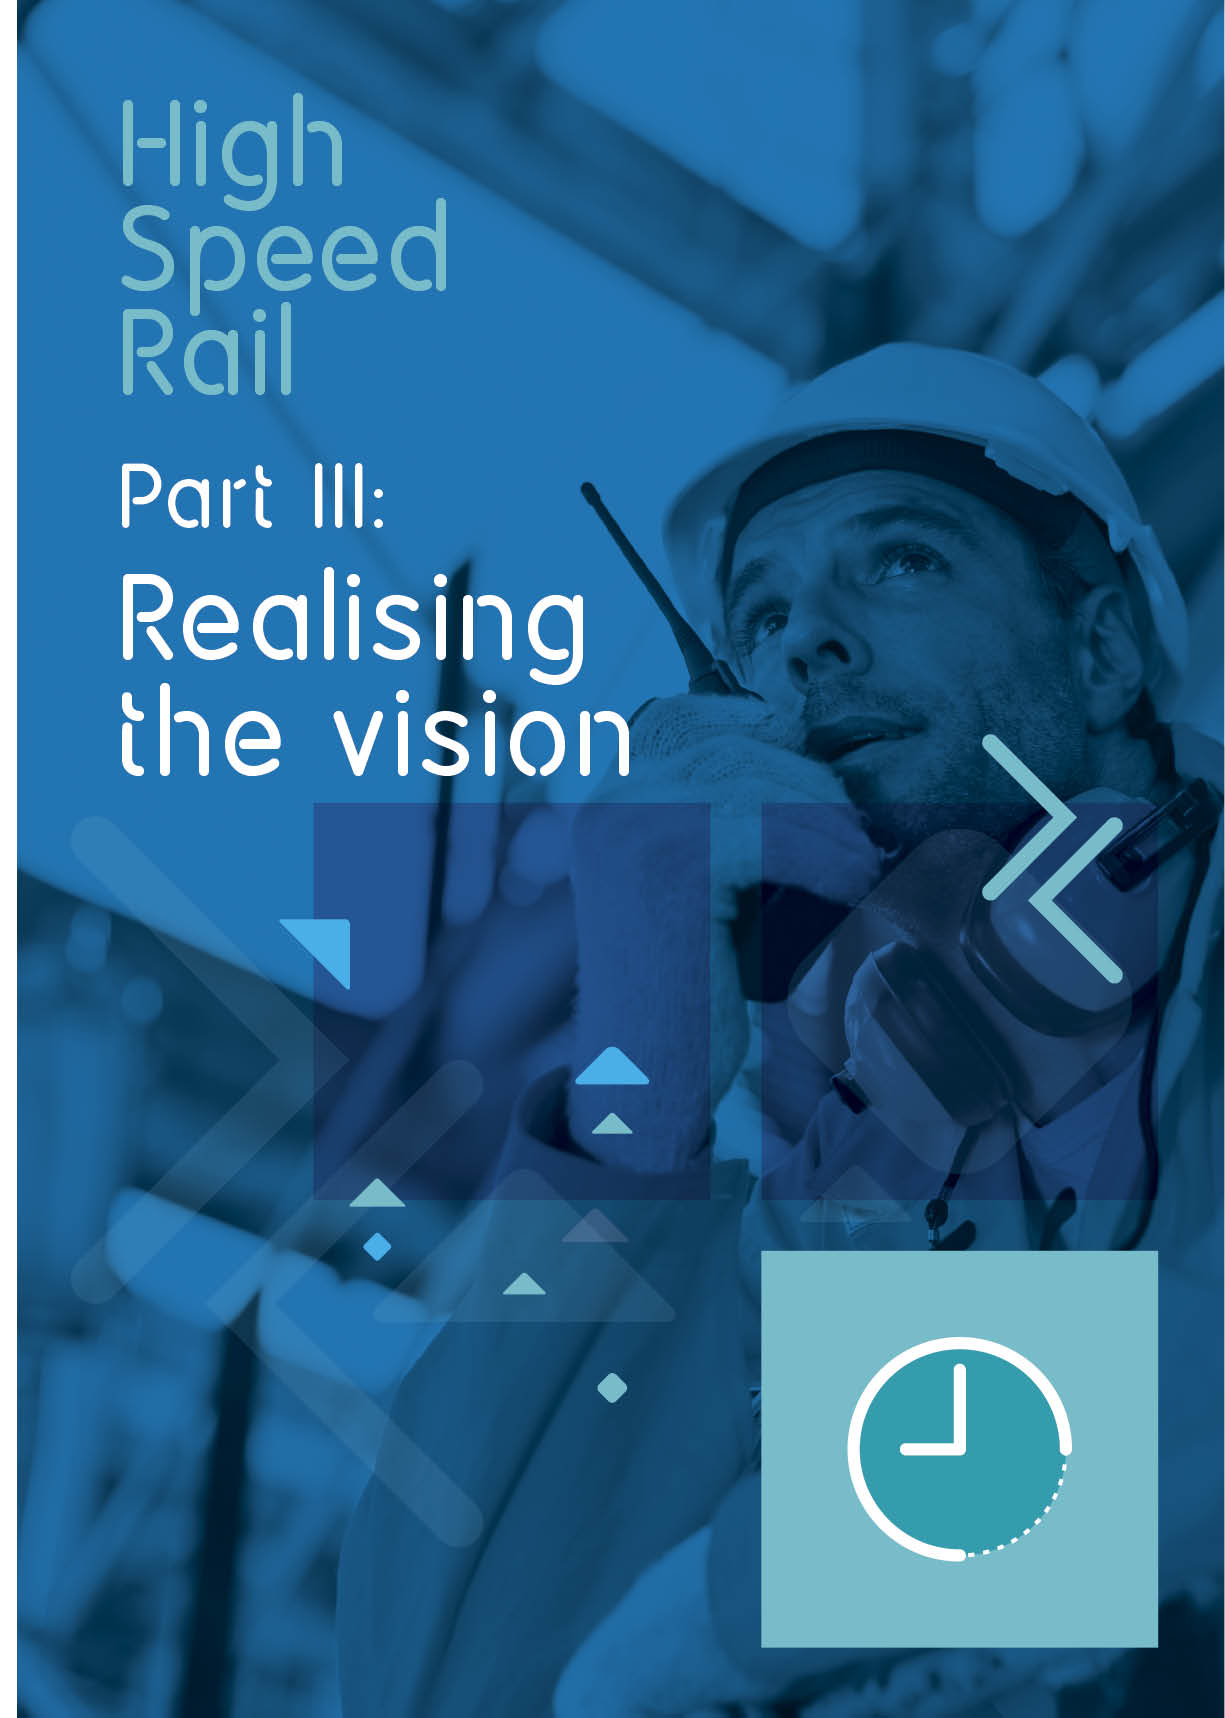 High
Speed
Rail
Part III:
Realising
the vision